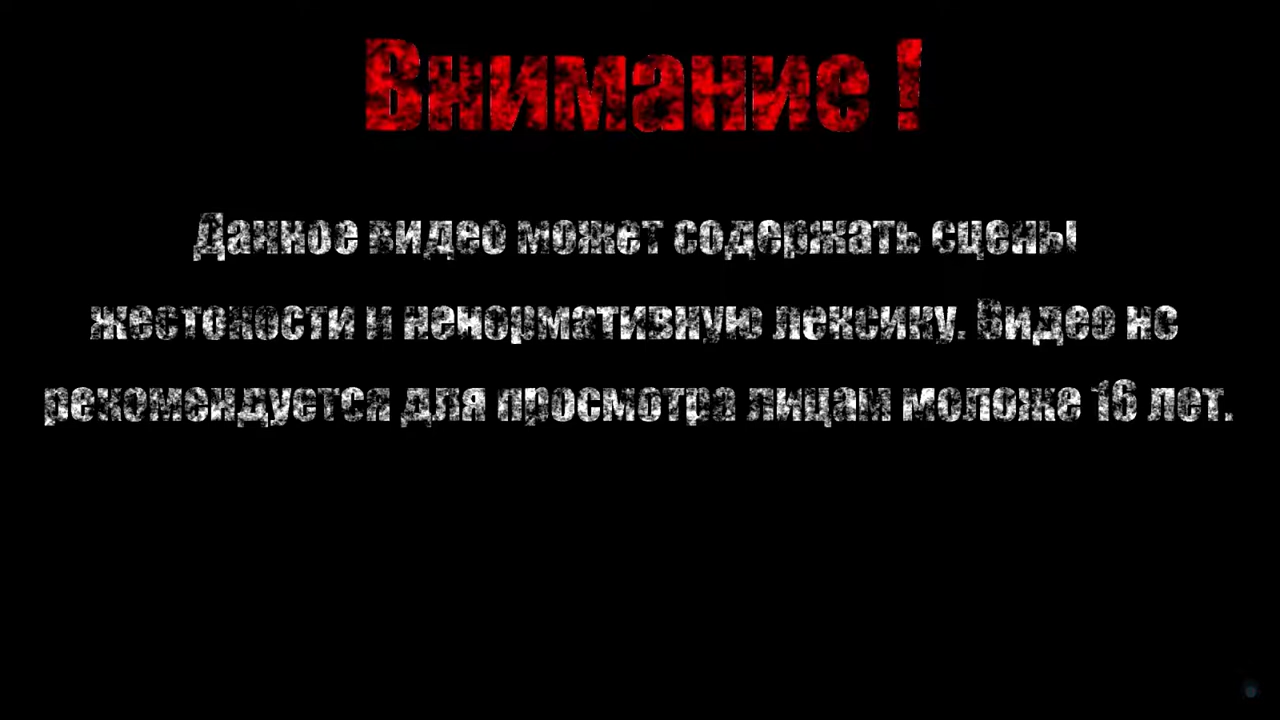 Внимание !
Данное видео может содержать сцены
жестокости и ненормативную лексику. Видео не
рекомендуется для просмотра лицам моложе 16 лет.